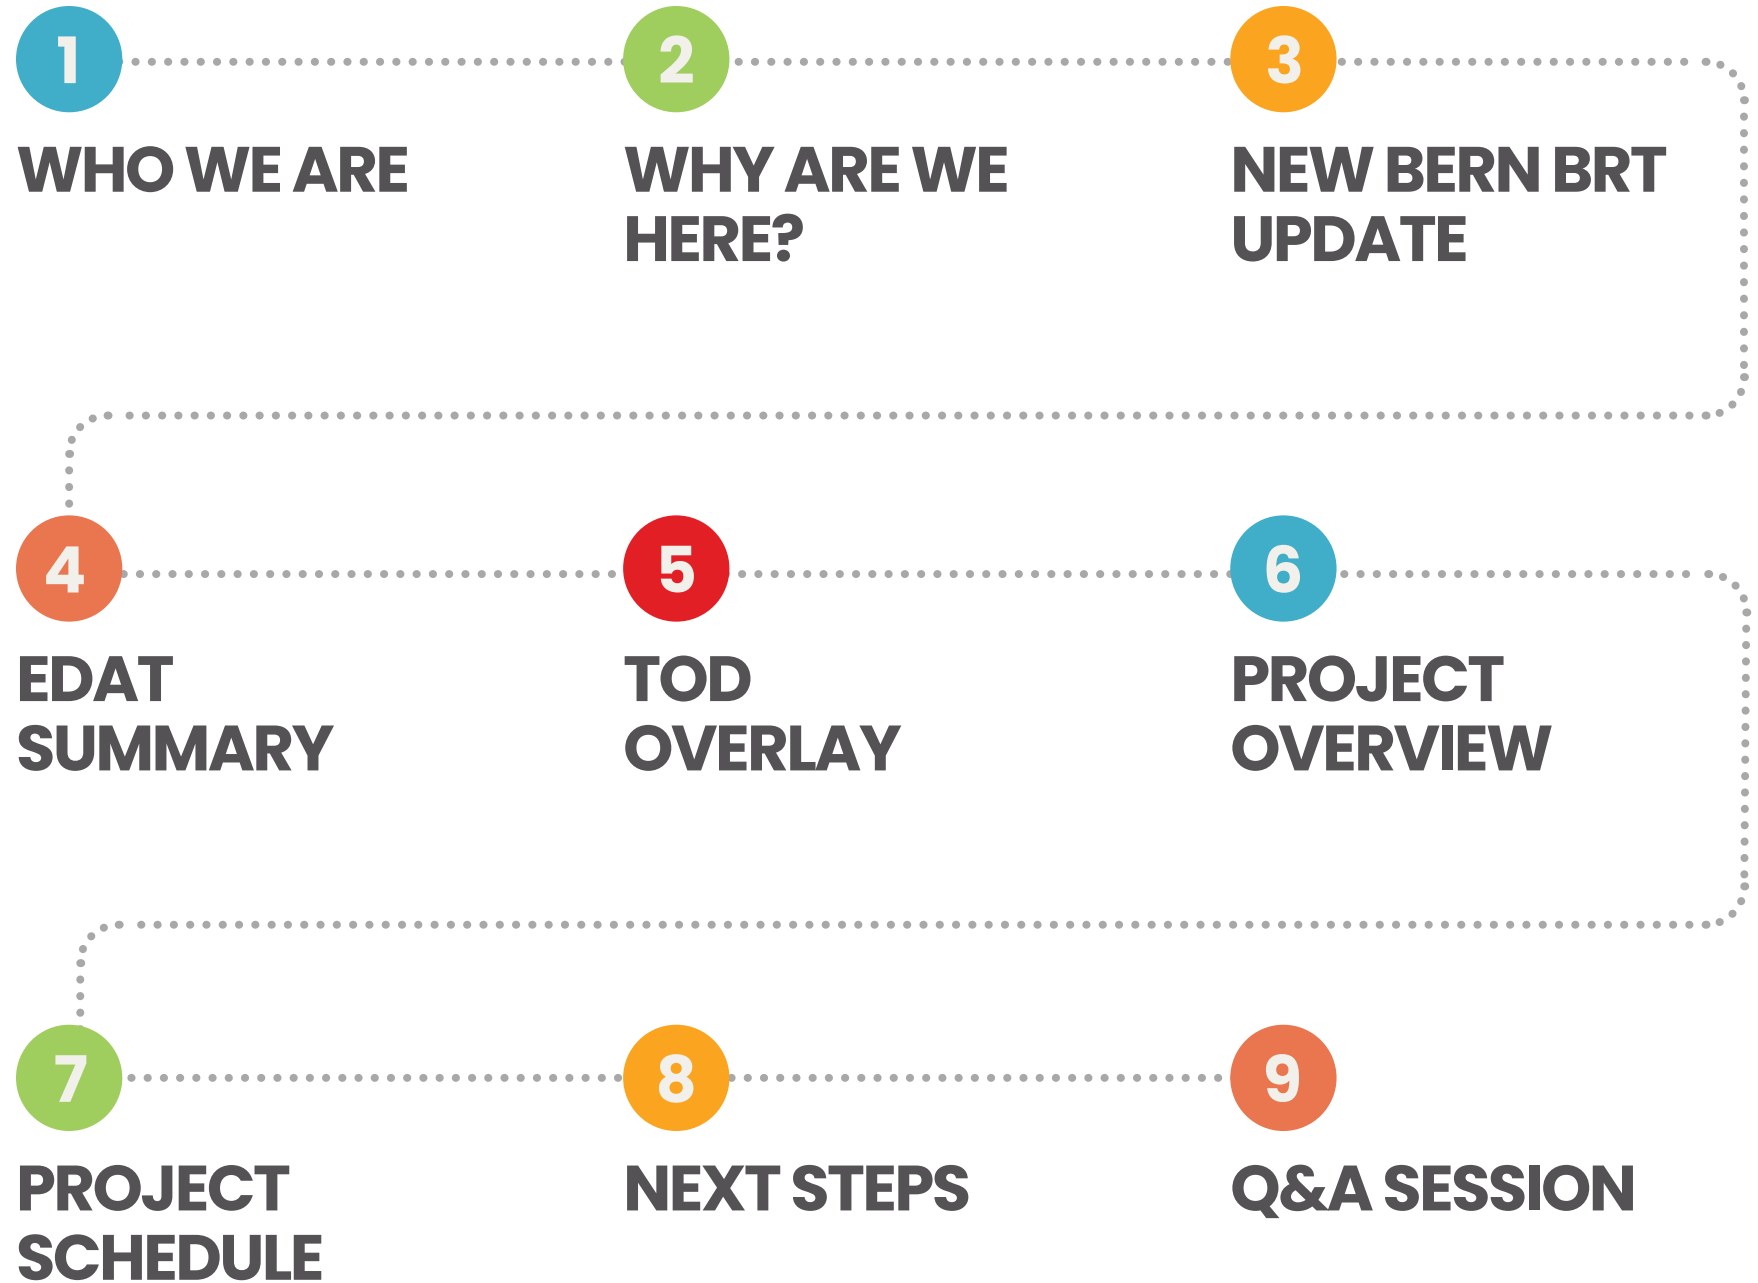 1
WHO WE ARE
2
WHY ARE WE
HERE?
3
NEW BERN BRT
UPDATE
4
EDAT
SUMMARY
5
TOD
OVERLAY
6
PROJECT
OVERVIEW
7
PROJECT
SCHEDULE
8
NEXT STEPS
9
Q&A SESSION